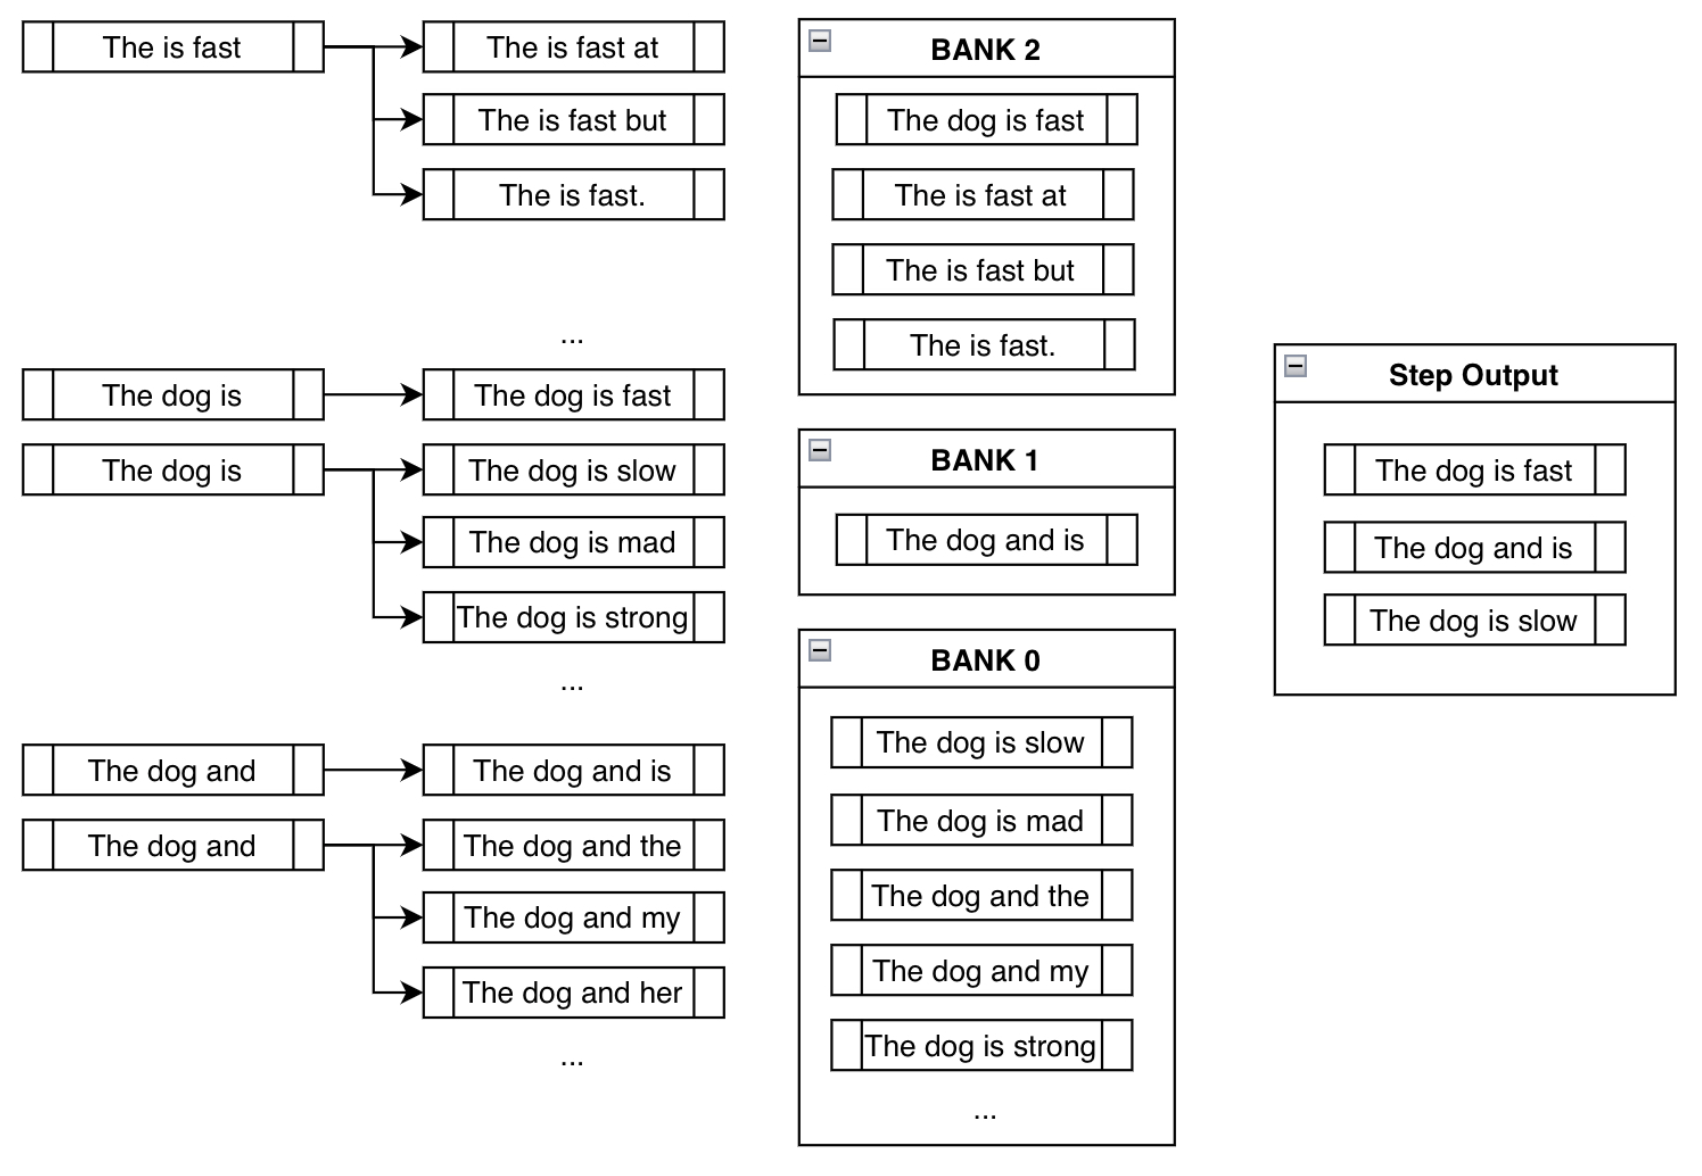 The is fast
The is fast at
The is fast but
The is fast.
...
The dog is
The dog is fast
The dog is
The dog is slow
The dog is mad
The dog is strong
...
The dog and
The dog and is
The dog and
The dog and the
The dog and my
The dog and her
...
BANK 2
The dog is fast
The is fast at
The is fast but
The is fast.
BANK 1
The dog and is
BANK 0
The dog is slow
The dog is mad
The dog and the
The dog and my
The dog is strong
...
Step Output
The dog is fast
The dog and is
The dog is slow